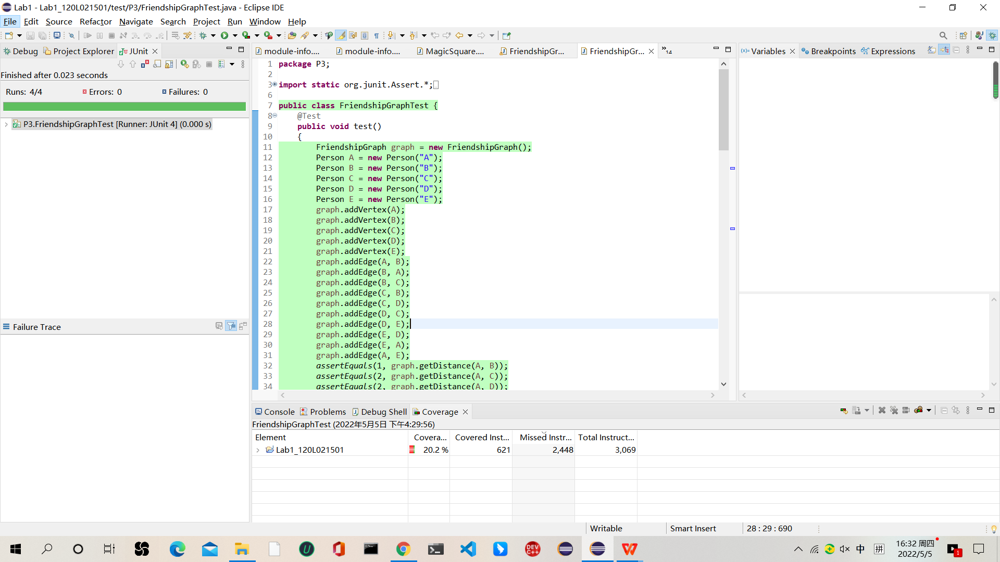 Lab1 - Lab1_120L021501/test/P3/FriendshipGraphTest.java - Eclipse IDE
File Edit Source Refactor Navigate Search Project Run Window Help
Debug Project Explorer JUnit
Finished after 0.023 seconds
Runs: 4/4 Errors: 0 Failures: 0
P3.FriendshipGraphTest [Runner: JUnit 4] (0.000 s)
Failure Trace
module-info.... module-info.... MagicSquare.... FriendshipGr... FriendshipGr... »14
1 package P3;
2
3 import static org.junit.Assert.*;
6
7 public class FriendshipGraphTest {
8 @Test
9 public void test()
10 {
11 FriendshipGraph graph = new FriendshipGraph();
12 Person A = new Person("A");
13 Person B = new Person("B");
14 Person C = new Person("C");
15 Person D = new Person("D");
16 Person E = new Person("E");
17 graph.addVertex(A);
18 graph.addVertex(B);
19 graph.addVertex(C);
20 graph.addVertex(D);
21 graph.addVertex(E);
22 graph.addEdge(A, B);
23 graph.addEdge(B, A);
24 graph.addEdge(B, C);
25 graph.addEdge(C, B);
26 graph.addEdge(C, D);
27 graph.addEdge(D, C);
28 graph.addEdge(D, E);
29 graph.addEdge(E, D);
30 graph.addEdge(E, A);
31 graph.addEdge(A, E);
32 assertEquals(1, graph.getDistance(A, B));
33 assertEquals(2, graph.getDistance(A, C));
34 assertEquals(2, graph.getDistance(A, D));
Variables Breakpoints Expressions
Console Problems Debug Shell Coverage
FriendshipGraphTest (2022年5月5日 下午4:29:56)
Element Covera... Covered Inst... Missed Instr... Total Instruct...
Lab1_120L021501 20.2 % 621 2,448 3,069
Writable Smart Insert 28 : 29 : 690
DEV C++
中 拼 16:32 周四
2022/5/5
1